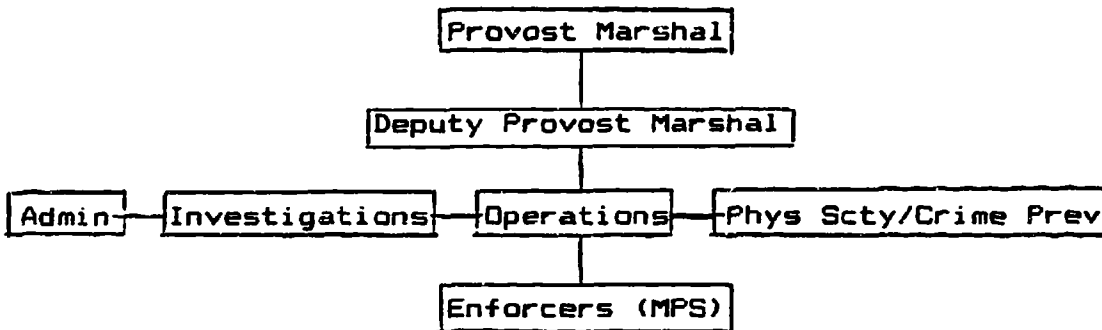 Provost Marshal
Deputy Provost Marshal
Admin Investigations Operations Phys Scty/Crime Prev
Enforcers (MPS)